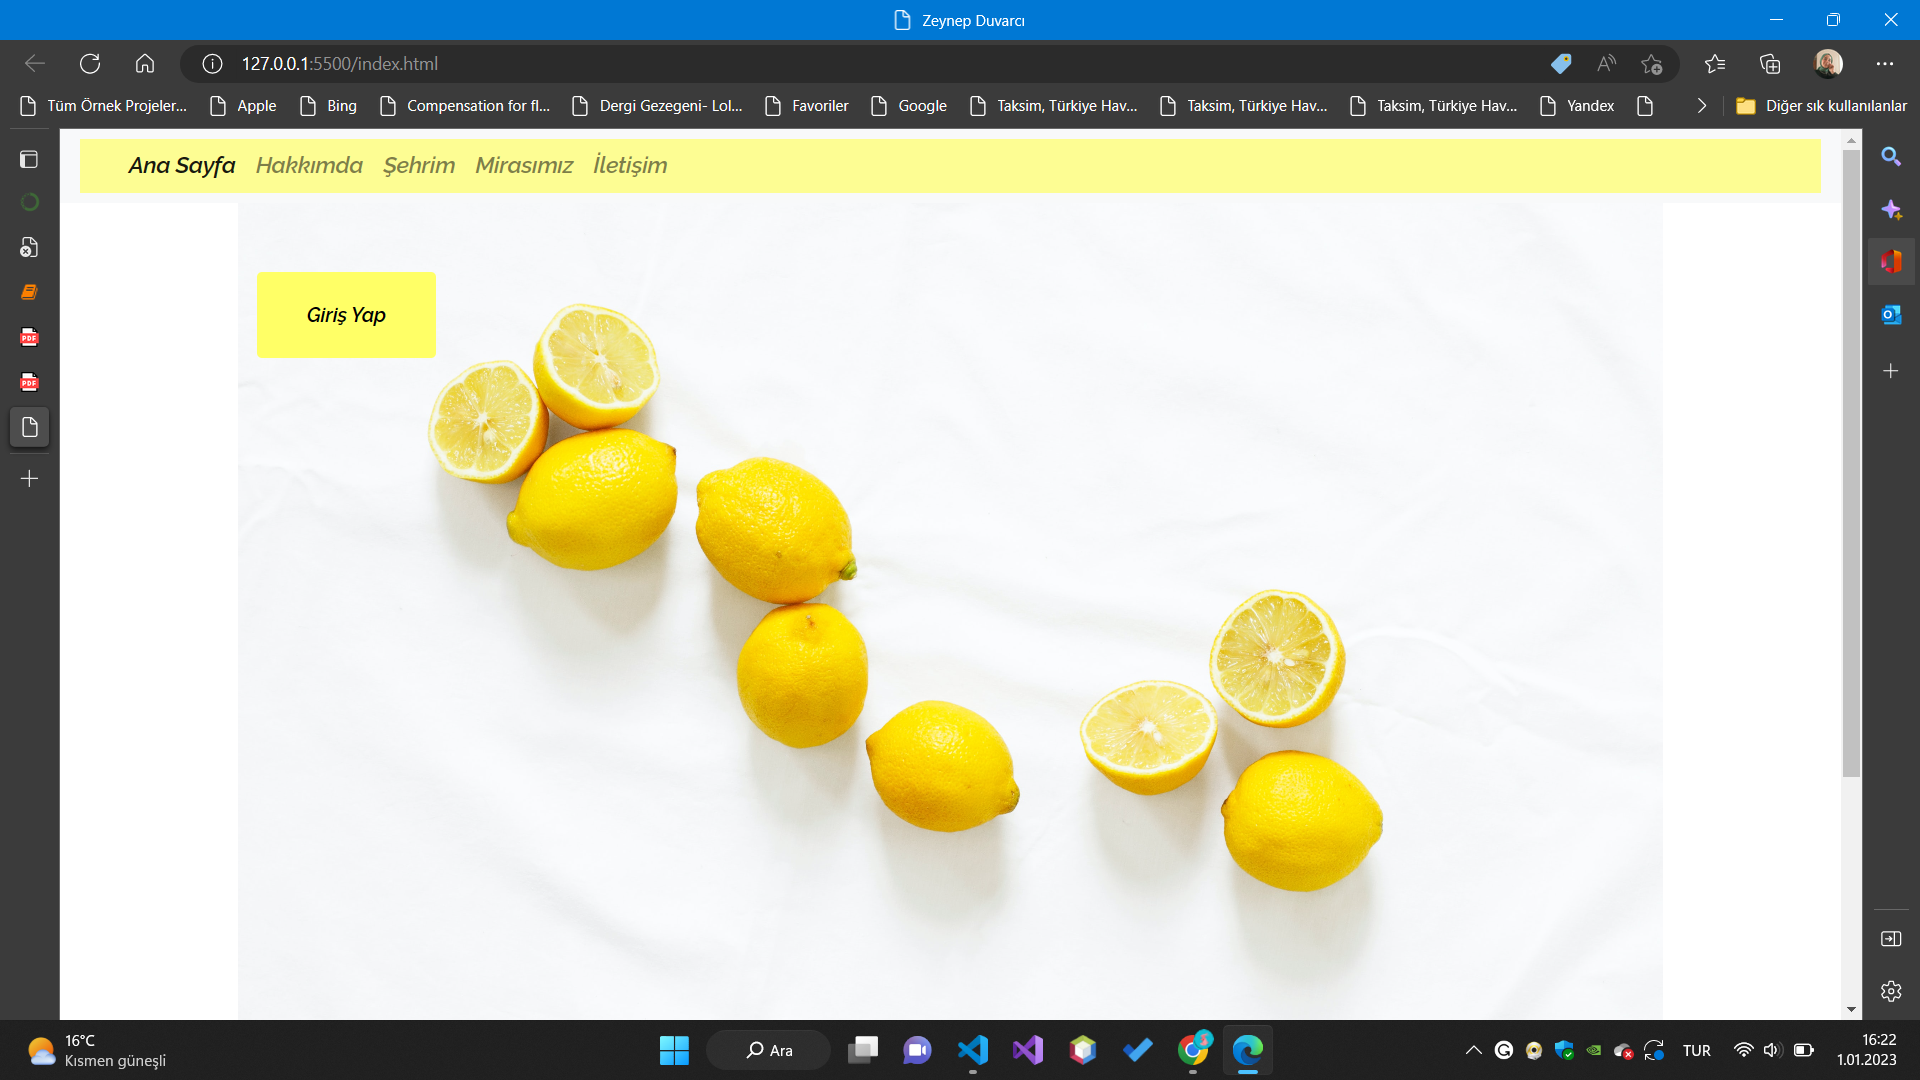 Zeynep Duvarcı
127.0.0.1:5500/index.html
Tüm Örnek Projeler... Apple Bing Compensation for fl... Dergi Gezegeni- Lol... Favoriler Google Taksim, Türkiye Hav... Taksim, Türkiye Hav... Taksim, Türkiye Hav... Yandex Diğer sık kullanılanlar
Ana Sayfa Hakkımda Şehrim Mirasımız İletişim
Giriş Yap
16°C
Kısmen güneşli
Ara
TUR
16:22
1.01.2023